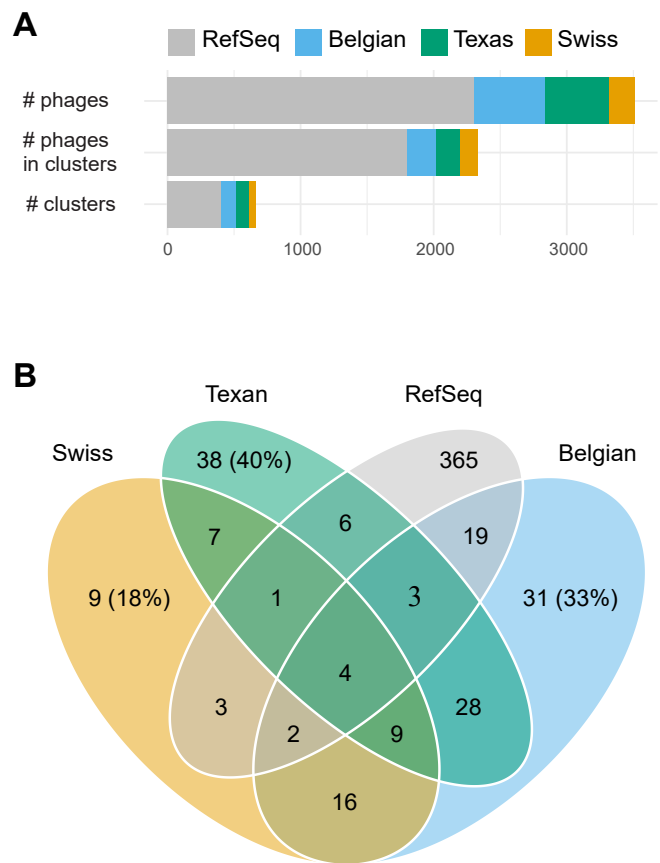 A
RefSeq Belgian Texas Swiss
# phages
# phages
in clusters
# clusters
0 1000 2000 3000
B
Texan RefSeq
Swiss Belgian
38 (40%) 365
7 6 19
9 (18%) 1 3 31 (33%)
4
3 2 9 28
16